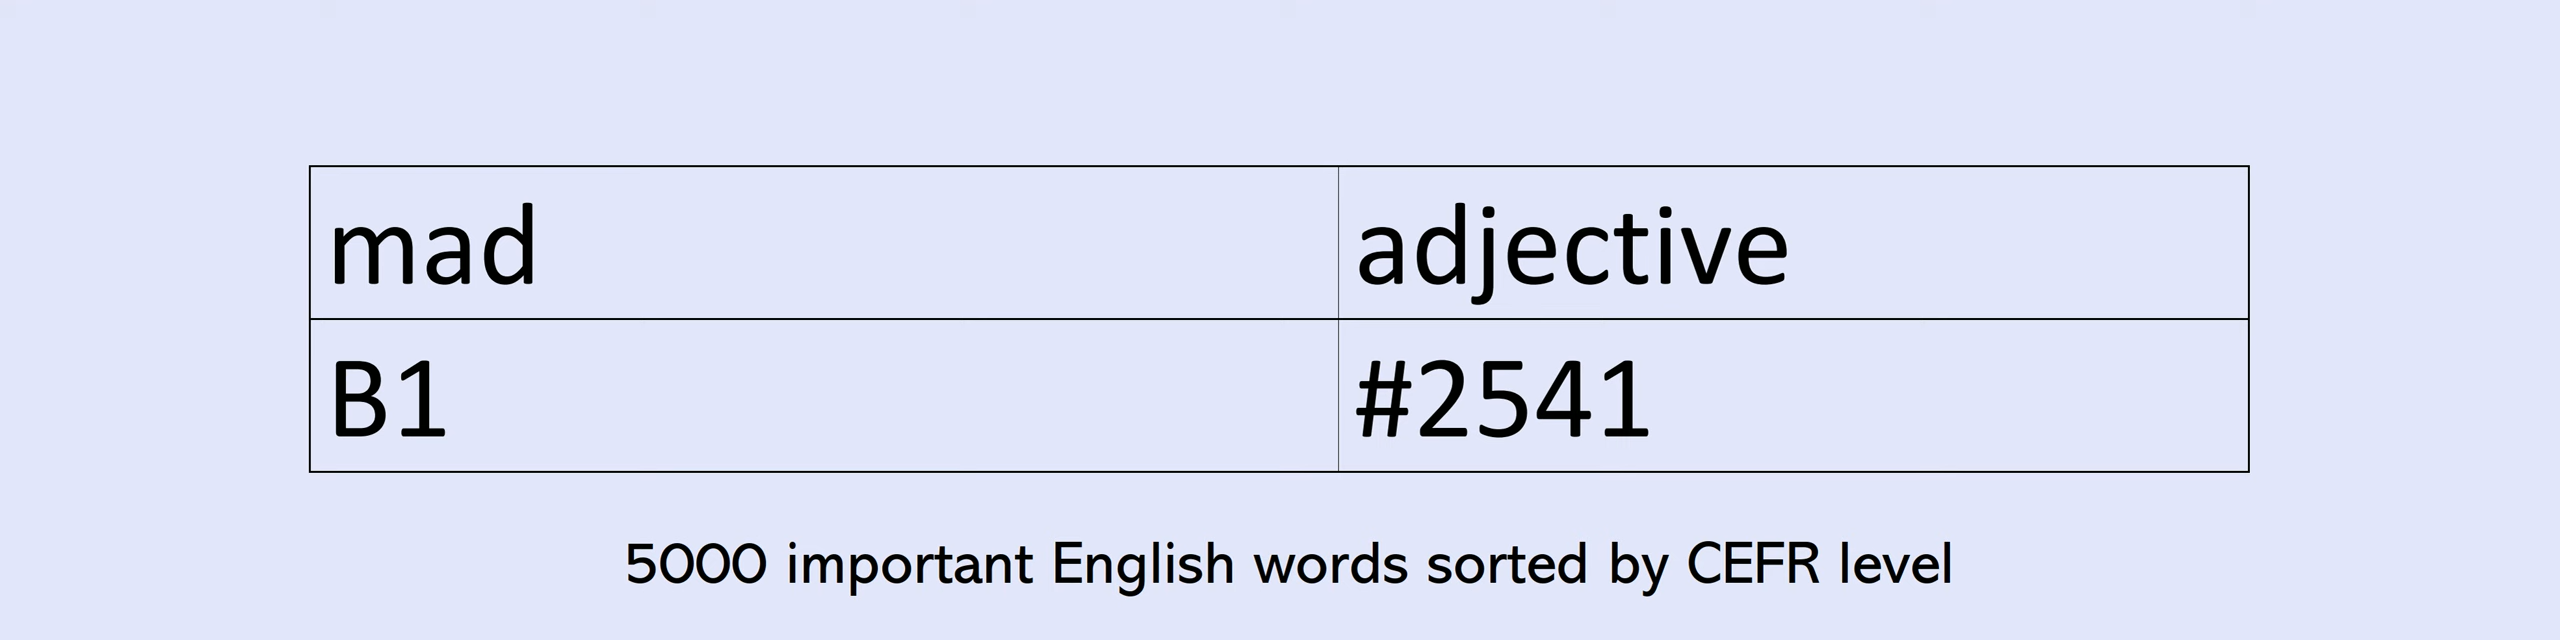 mad adjective
B1 #2541
5000 important English words sorted by CEFR level